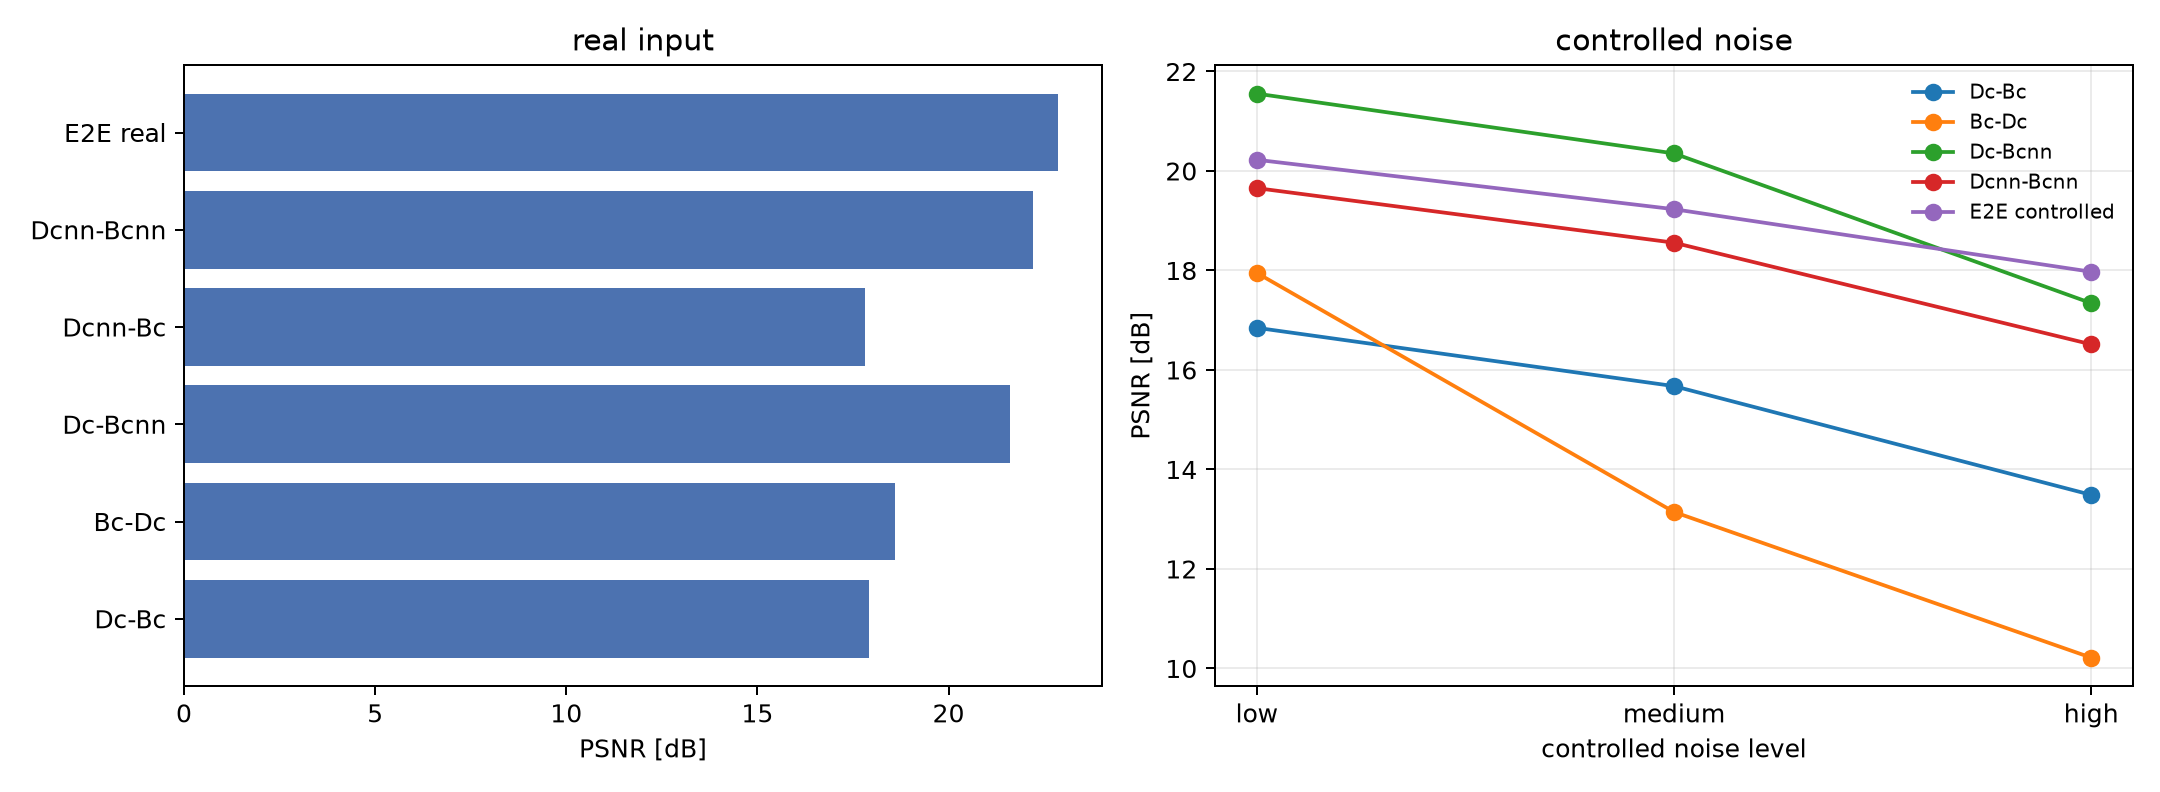 real input
E2E real
Dcnn-Bcnn
Dcnn-Bc
Dc-Bcnn
Bc-Dc
Dc-Bc
0 5 10 15 20
PSNR [dB]
controlled noise
PSNR [dB]
22
20
18
16
14
12
10
Dc-Bc
Bc-Dc
Dc-Bcnn
Dcnn-Bcnn
E2E controlled
low medium high
controlled noise level